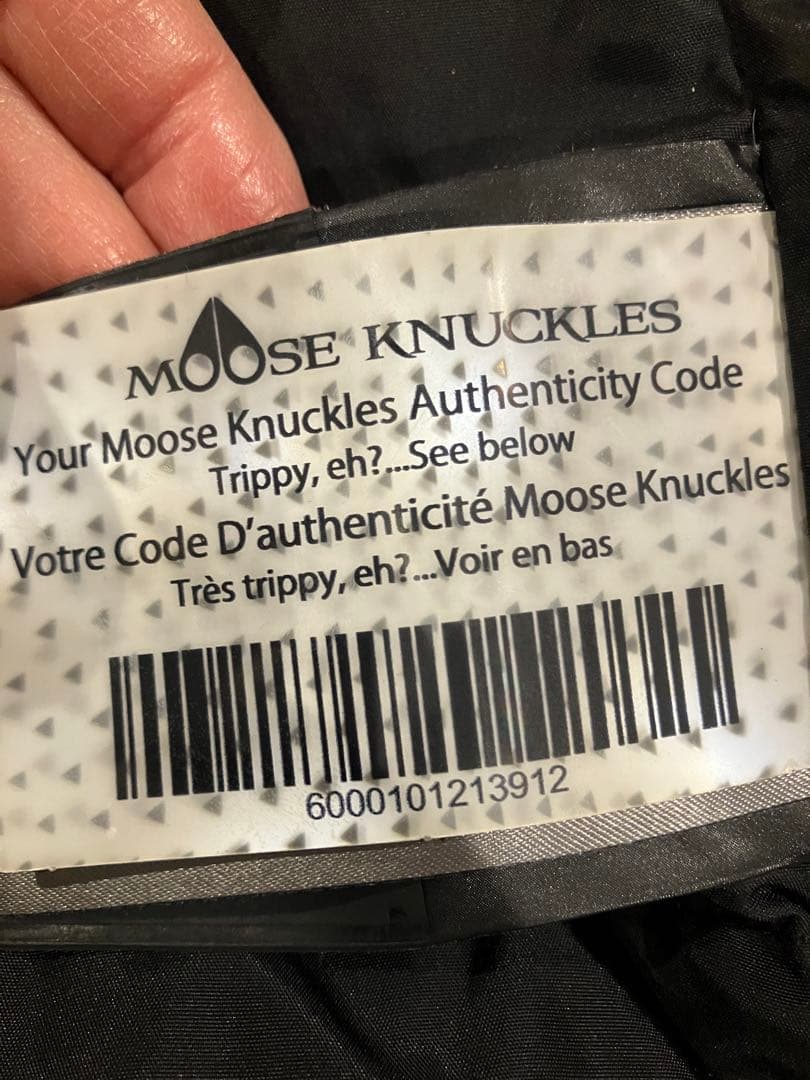 MOOSE KNUCKLES
Your Moose Knuckles Authenticity Code
Trippy, eh?...See below
Votre Code D'authenticité Moose Knuckles
Très trippy, eh?...Voir en bas
6000101213912